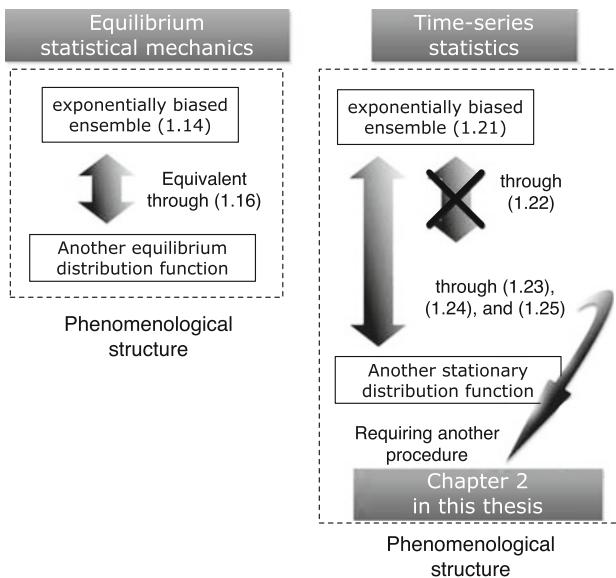 Equilibrium
statistical mechanics
exponentially biased
ensemble (1.14)
Equivalent
through (1.16)
Another equilibrium
distribution function
Phenomenological
structure
Time-series
statistics
exponentially biased
ensemble (1.21)
through
(1.22)
through (1.23),
(1.24), and (1.25)
Another stationary
distribution function
Requiring another
procedure
Chapter 2
in this thesis
Phenomenological
structure